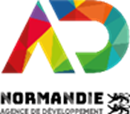 AD
NORMANDIE
AGENCE DE DÉVELOPPEMENT